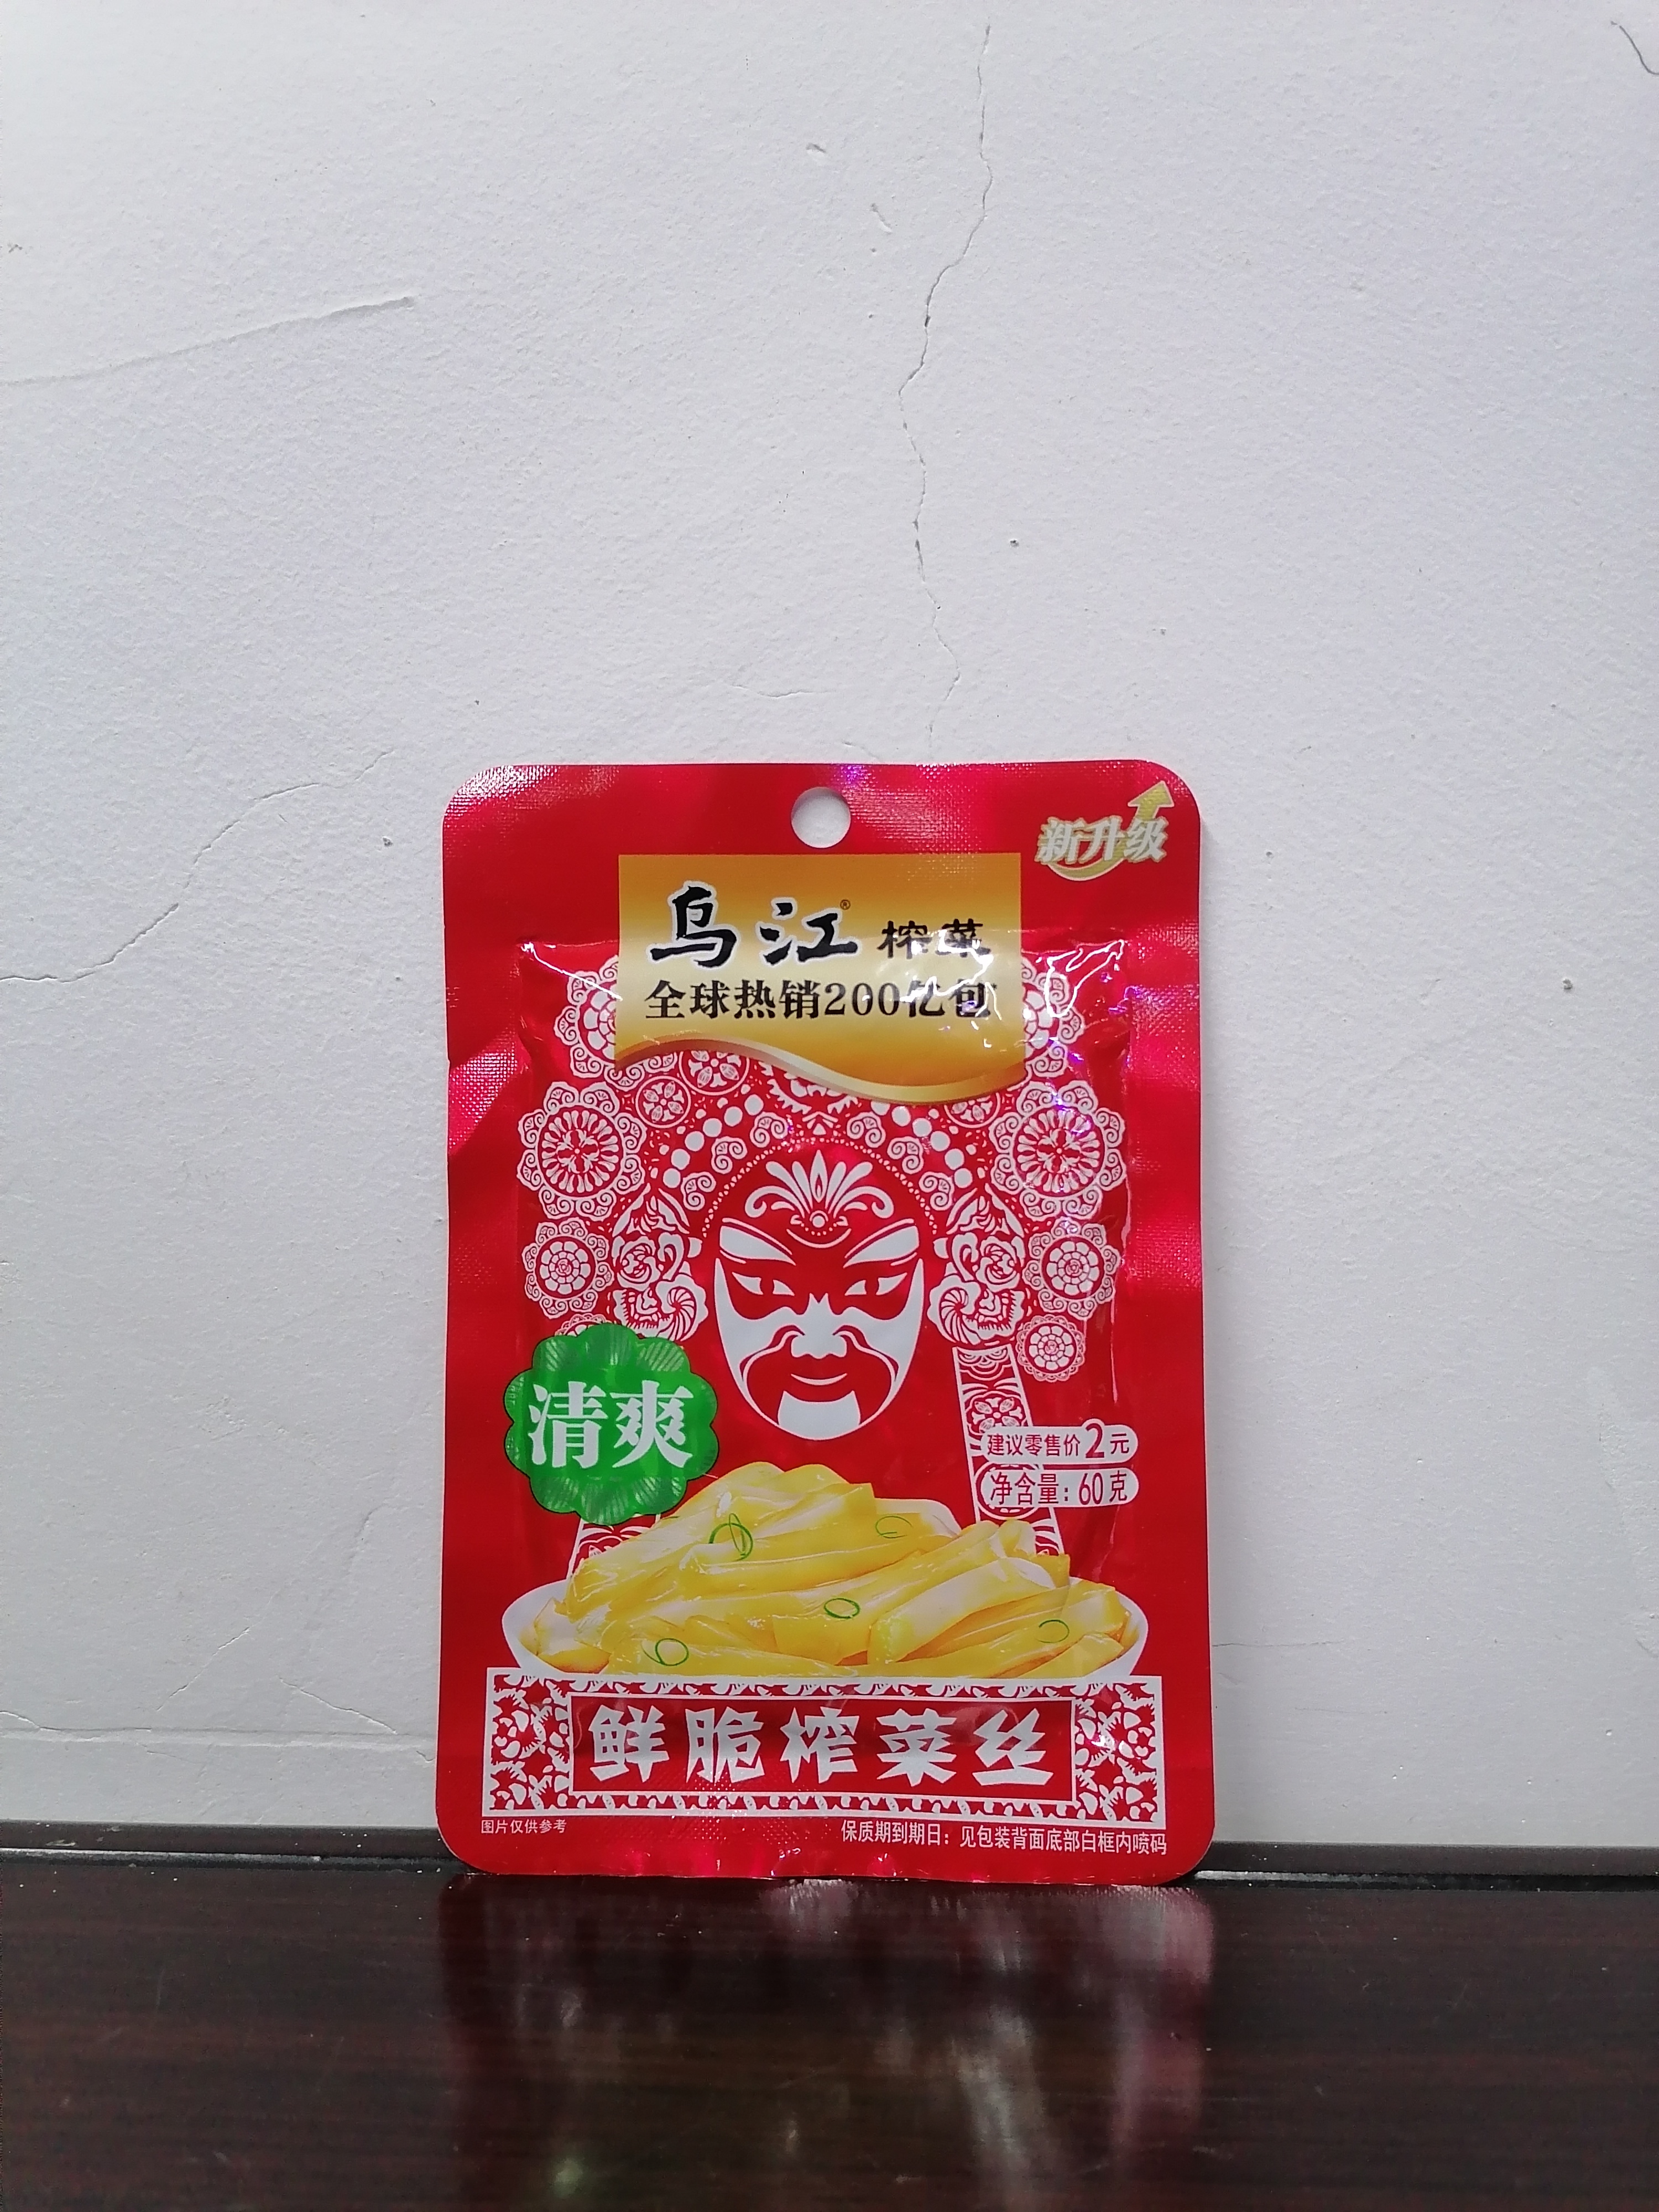 新升级
乌江® 榨菜
全球热销200亿包
清爽
建议零售价2元
净含量：60克
鲜脆榨菜丝
图片仅供参考
保质期到期日：见包装背面底部白框内喷码